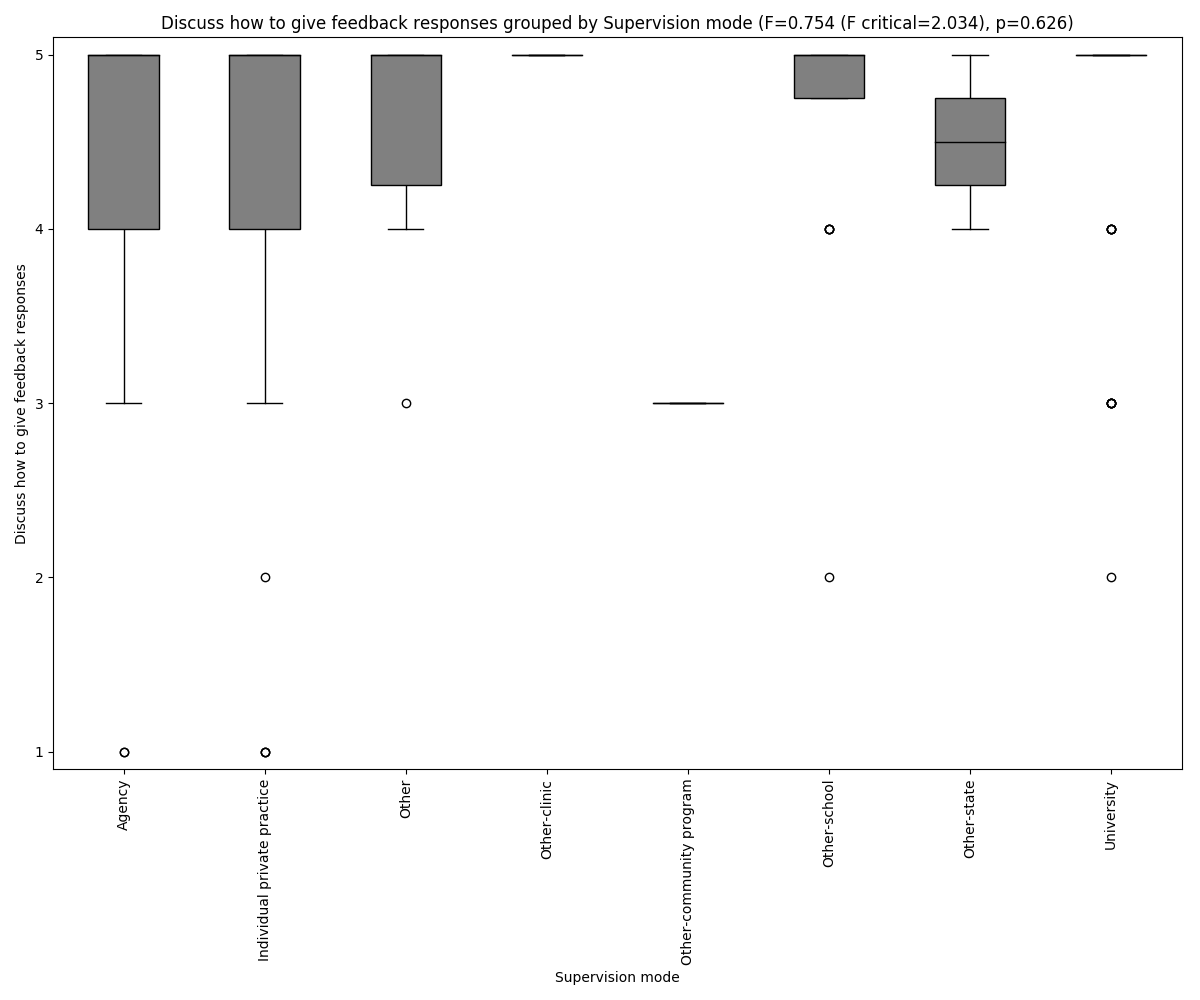 Discuss how to give feedback responses grouped by Supervision mode (F=0.754 (F critical=2.034), p=0.626)
Discuss how to give feedback responses
5
4
3
2
1
Agency
Individual private practice
Other
Other-clinic
Other-community program
Other-school
Other-state
University
Supervision mode